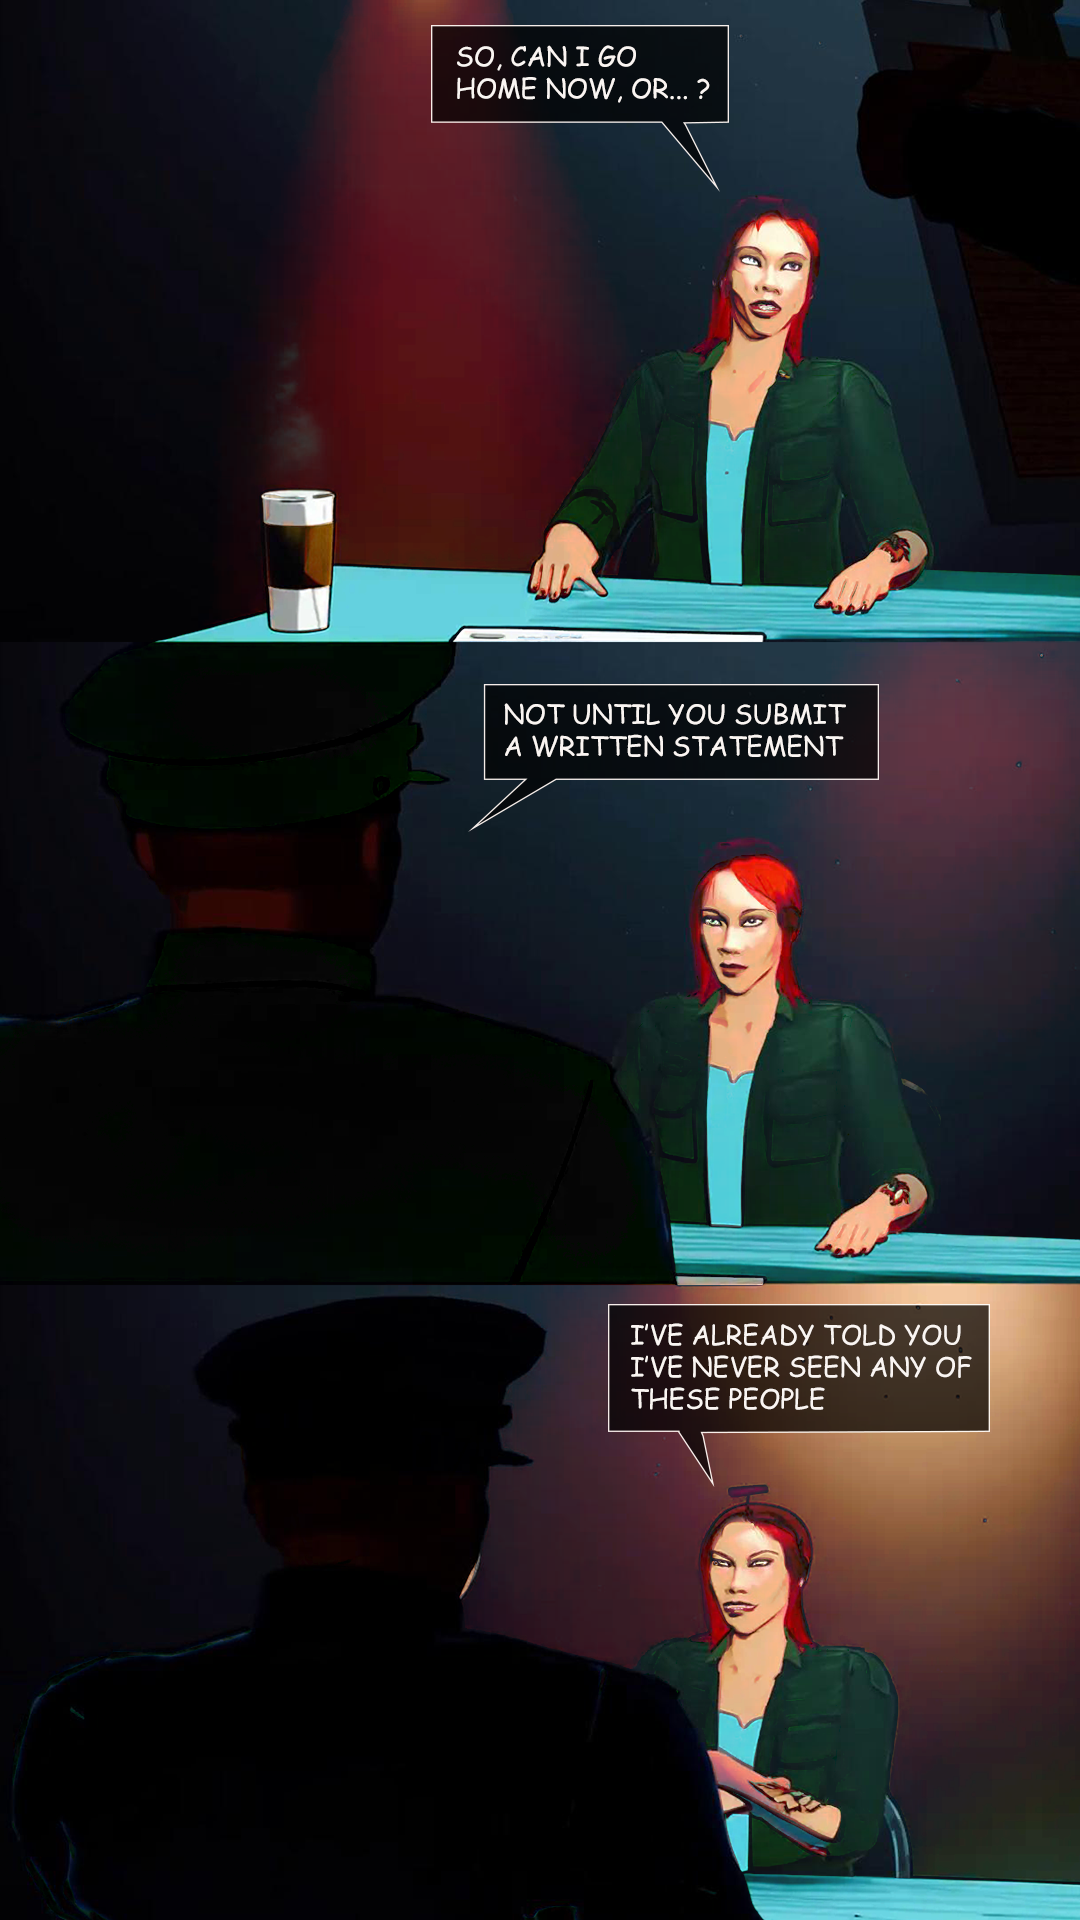 SO, CAN I GO
HOME NOW, OR... ?
NOT UNTIL YOU SUBMIT
A WRITTEN STATEMENT
I'VE ALREADY TOLD YOU
I'VE NEVER SEEN ANY OF
THESE PEOPLE